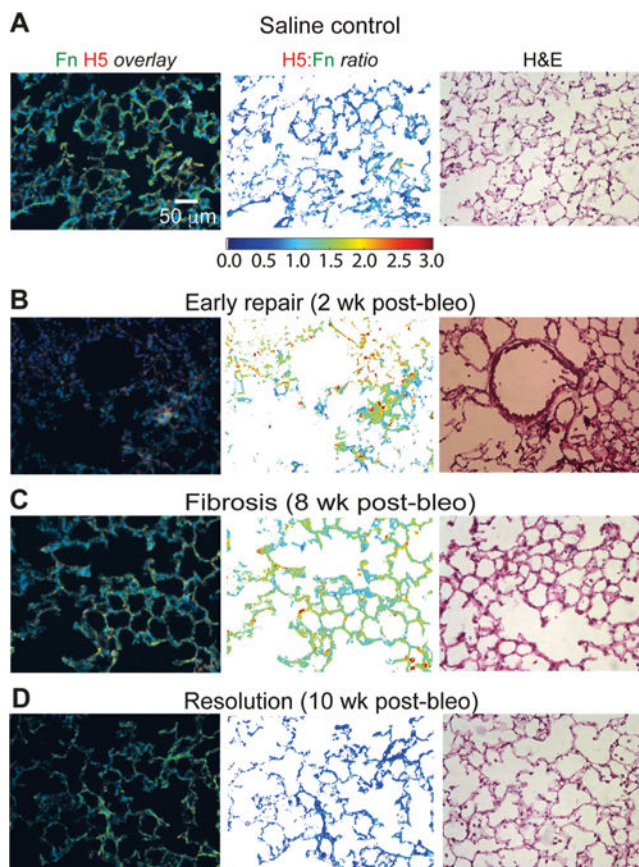 A
Saline control
Fn H5 overlay
H5:Fn ratio
H&E
50 µm
0.0 0.5 1.0 1.5 2.0 2.5 3.0
B
Early repair (2 wk post-bleo)
C
Fibrosis (8 wk post-bleo)
D
Resolution (10 wk post-bleo)